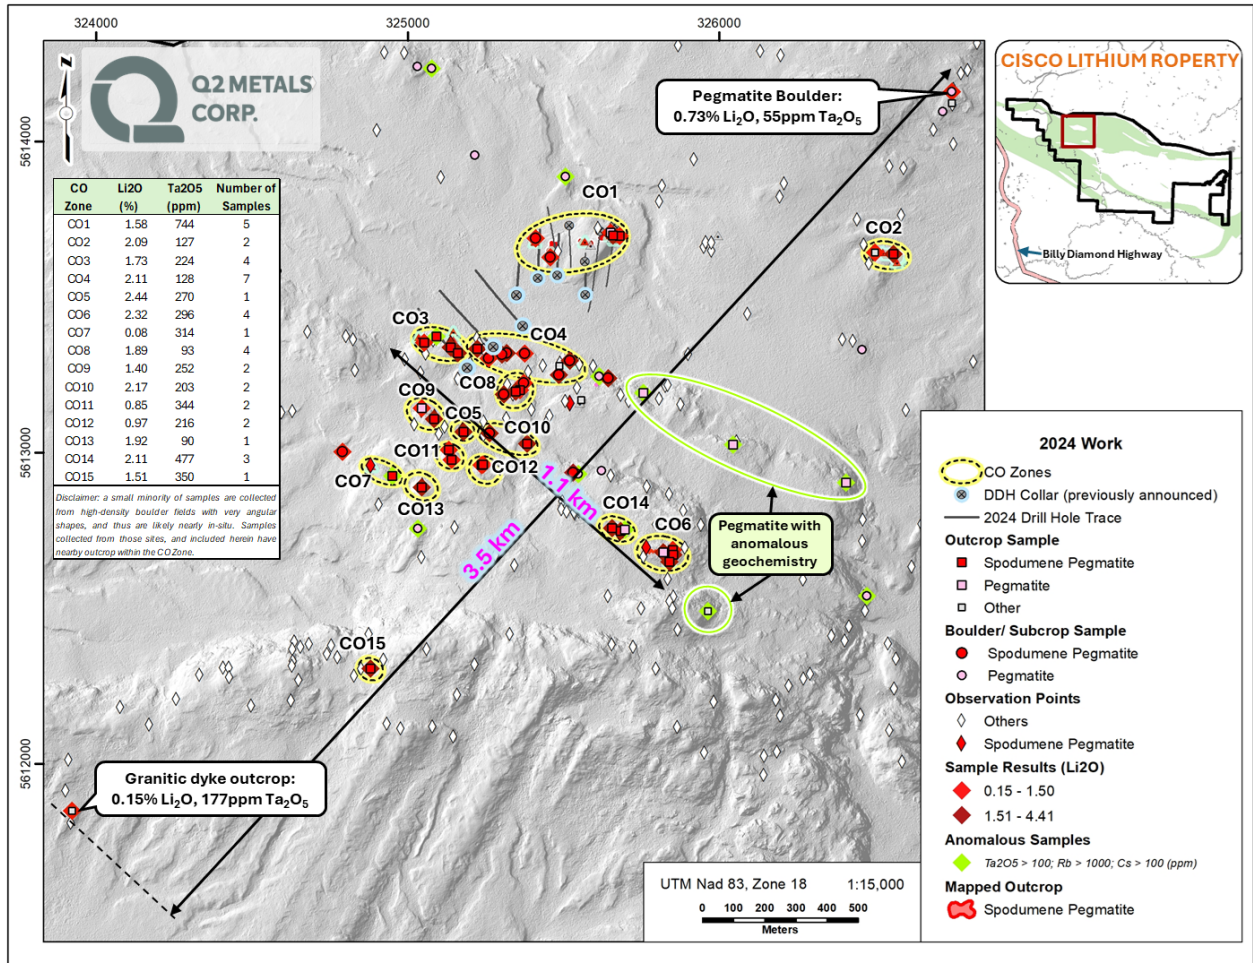 324000
325000
326000
5614000
5613000
5612000
N
Q2 METALS
CORP.
CO Zone | Li2O (%) | Ta2O5 (ppm) | Number of Samples
CO1 1.58 744 5
CO2 2.09 127 2
CO3 1.73 224 4
CO4 2.11 128 7
CO5 2.44 270 1
CO6 2.32 296 4
CO7 0.08 314 1
CO8 1.89 93 4
CO9 1.40 252 2
CO10 2.17 203 2
CO11 0.85 344 2
CO12 0.97 216 2
CO13 1.92 90 1
CO14 2.11 477 3
CO15 1.51 350 1
Disclaimer: a small minority of samples are collected
from high-density boulder fields with very angular
shapes, and thus are likely nearly in-situ. Samples
collected from those sites, and included herein have
nearby outcrop within the CO Zone.
Pegmatite Boulder:
0.73% Li2O, 55ppm Ta2O5
CO1
CO2
CO3
CO4
CO8
CO9
CO5
CO10
CO11
CO12
CO7
CO13
CO14
CO6
CO15
1.1 km
3.5 km
Pegmatite with
anomalous
geochemistry
Granitic dyke outcrop:
0.15% Li2O, 177ppm Ta2O5
CISCO LITHIUM ROPERTY
Billy Diamond Highway
2024 Work
CO Zones
DDH Collar (previously announced)
2024 Drill Hole Trace
Outcrop Sample
Spodumene Pegmatite
Pegmatite
Other
Boulder/ Subcrop Sample
Spodumene Pegmatite
Pegmatite
Observation Points
Others
Spodumene Pegmatite
Sample Results (Li2O)
0.15 - 1.50
1.51 - 4.41
Anomalous Samples
Ta2O5 > 100; Rb > 1000; Cs > 100 (ppm)
Mapped Outcrop
Spodumene Pegmatite
UTM Nad 83, Zone 18 1:15,000
0 100 200 300 400 500
Meters